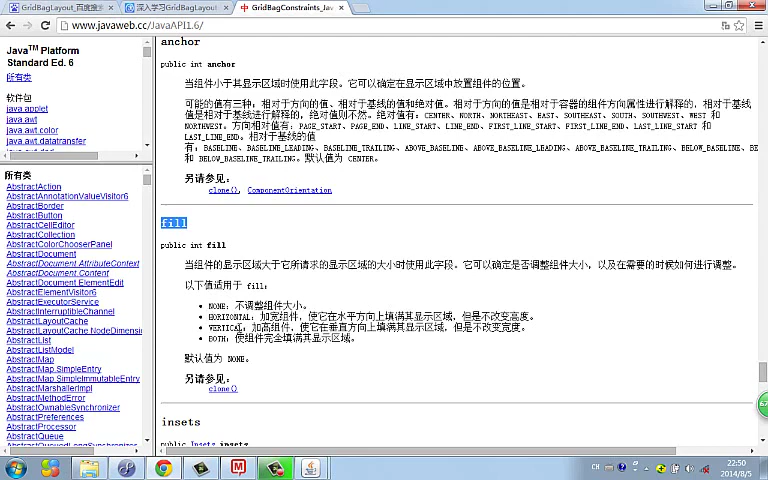 GridBagLayout_百度搜索
深入学习GridBagLayout
GridBagConstraints_Jav
www.javaweb.cc/JavaAPI1.6/
Java™ Platform
Standard Ed. 6
所有类
软件包
java.applet
java.awt
java.awt.color
java.awt.datatransfer
所有类
AbstractAction
AbstractAnnotationValueVisitor6
AbstractBorder
AbstractButton
AbstractCellEditor
AbstractCollection
AbstractColorChooserPanel
AbstractDocument
AbstractDocument.AttributeContext
AbstractDocument.Content
AbstractDocument.ElementEdit
AbstractElementVisitor6
AbstractExecutorService
AbstractInterruptibleChannel
AbstractLayoutCache
AbstractLayoutCache.NodeDimension
AbstractList
AbstractListModel
AbstractMap
AbstractMap.SimpleEntry
AbstractMap.SimpleImmutableEntry
AbstractMarshallerImpl
AbstractMethodError
AbstractOwnableSynchronizer
AbstractPreferences
AbstractProcessor
AbstractQueue
AbstractQueuedLongSynchronizer
anchor
public int anchor
当组件小于其显示区域时使用此字段。它可以确定在显示区域中放置组件的位置。
可能的值有三种：相对于方向的值、相对于基线的值和绝对值。相对于方向的值是相对于容器的组件方向属性进行解释的，相对于基线
值是相对于基线进行解释的，绝对值则不然。绝对值有：CENTER、NORTH、NORTHEAST、EAST、SOUTHEAST、SOUTH、SOUTHWEST、WEST 和
NORTHWEST。方向相对值有：PAGE_START、PAGE_END、LINE_START、LINE_END、FIRST_LINE_START、FIRST_LINE_END、LAST_LINE_START 和
LAST_LINE_END。相对于基线的值
有：BASELINE、BASELINE_LEADING、BASELINE_TRAILING、ABOVE_BASELINE、ABOVE_BASELINE_LEADING、ABOVE_BASELINE_TRAILING、BELOW_BASELINE、BE
和 BELOW_BASELINE_TRAILING。默认值为 CENTER。
另请参见：
clone(), ComponentOrientation
fill
public int fill
当组件的显示区域大于它所请求的显示区域的大小时使用此字段。它可以确定是否调整组件大小，以及在需要的时候如何进行调整。
以下值适用于 fill：
NONE：不调整组件大小。
HORIZONTAL：加宽组件，使它在水平方向上填满其显示区域，但是不改变高度。
VERTICAL：加高组件，使它在垂直方向上填满其显示区域，但是不改变宽度。
BOTH：使组件完全填满其显示区域。
默认值为 NONE。
另请参见：
clone()
insets
public Insets insets
67
CH
22:50
2014/8/5